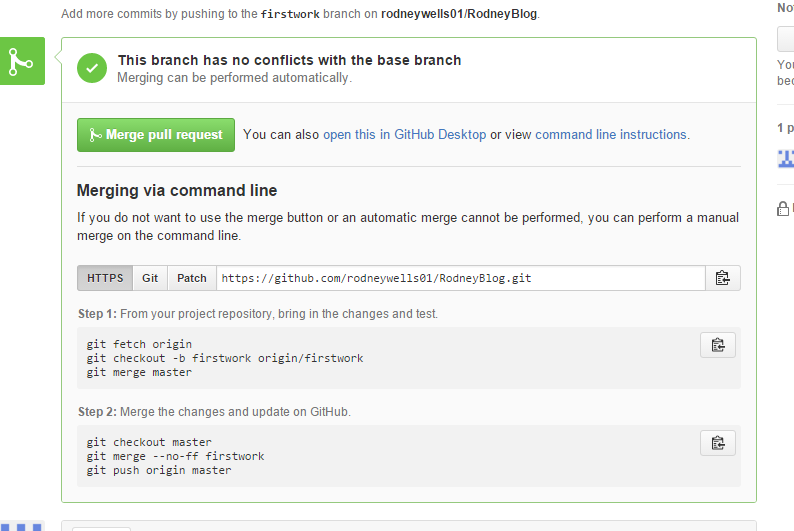 Add more commits by pushing to the firstwork branch on rodneywells01/RodneyBlog.
This branch has no conflicts with the base branch
Merging can be performed automatically.
Merge pull request You can also open this in GitHub Desktop or view command line instructions.
Merging via command line
If you do not want to use the merge button or an automatic merge cannot be performed, you can perform a manual
merge on the command line.
HTTPS Git Patch https://github.com/rodneywells01/RodneyBlog.git
Step 1: From your project repository, bring in the changes and test.
git fetch origin
git checkout -b firstwork origin/firstwork
git merge master
Step 2: Merge the changes and update on GitHub.
git checkout master
git merge --no-ff firstwork
git push origin master
No
You
bec
1 p